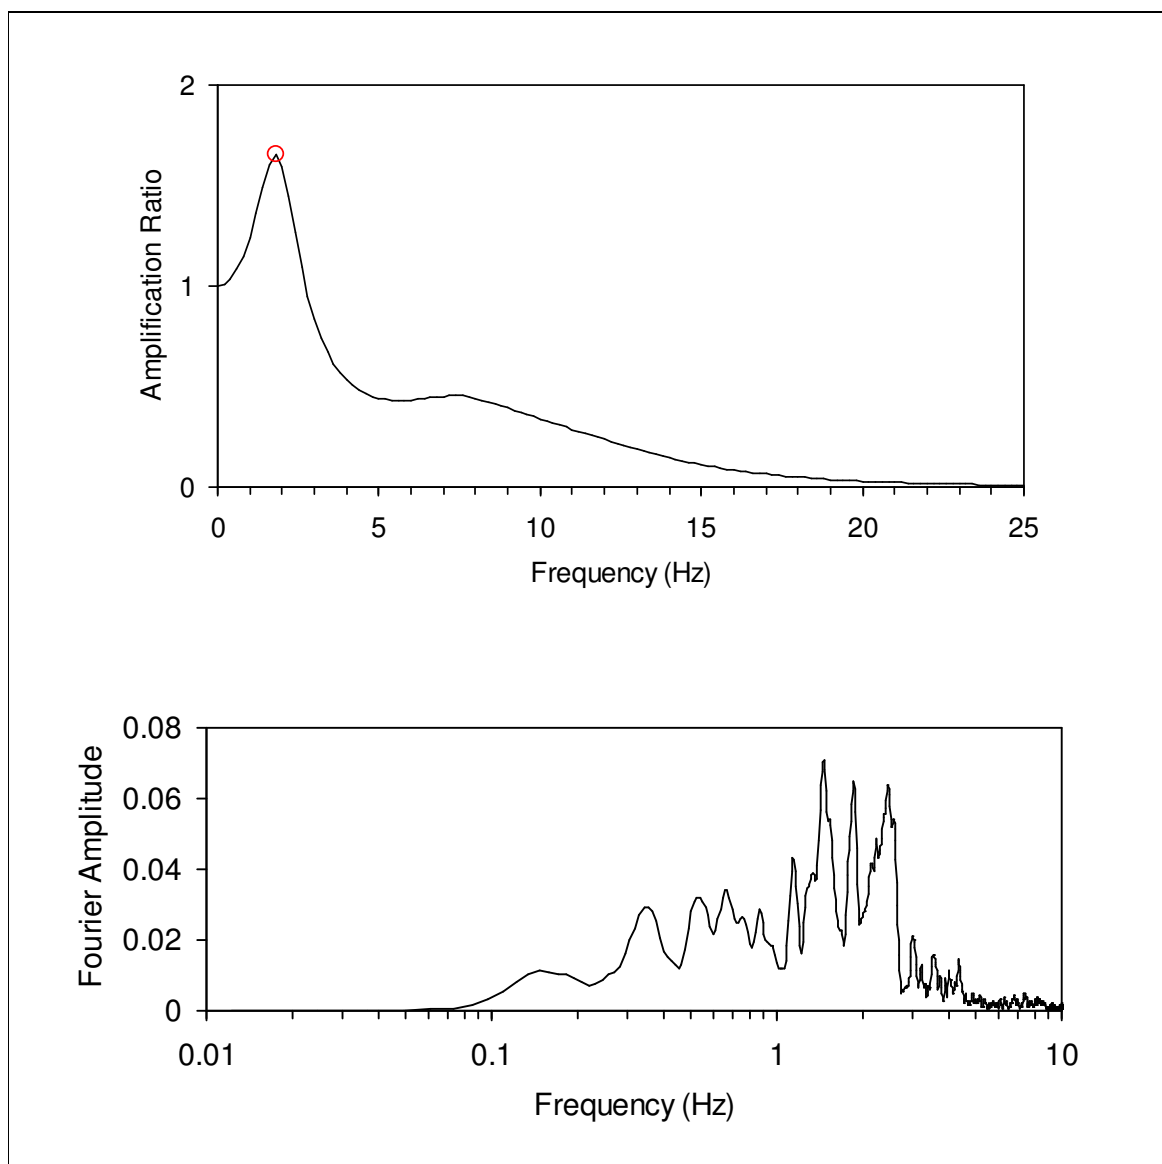 2
1
0
Amplification Ratio
0 5 10 15 20 25
Frequency (Hz)
0.08
0.06
0.04
0.02
0
Fourier Amplitude
0.01 0.1 1 10
Frequency (Hz)